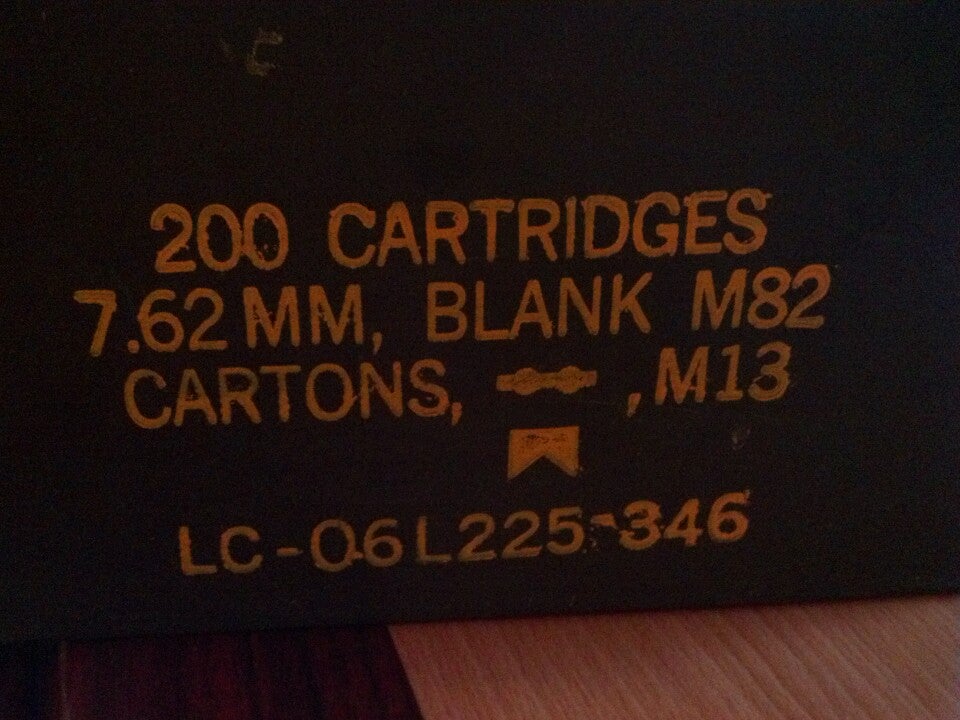 200 CARTRIDGES
7.62 MM, BLANK M82
CARTONS, , M13
LC-06L225-346